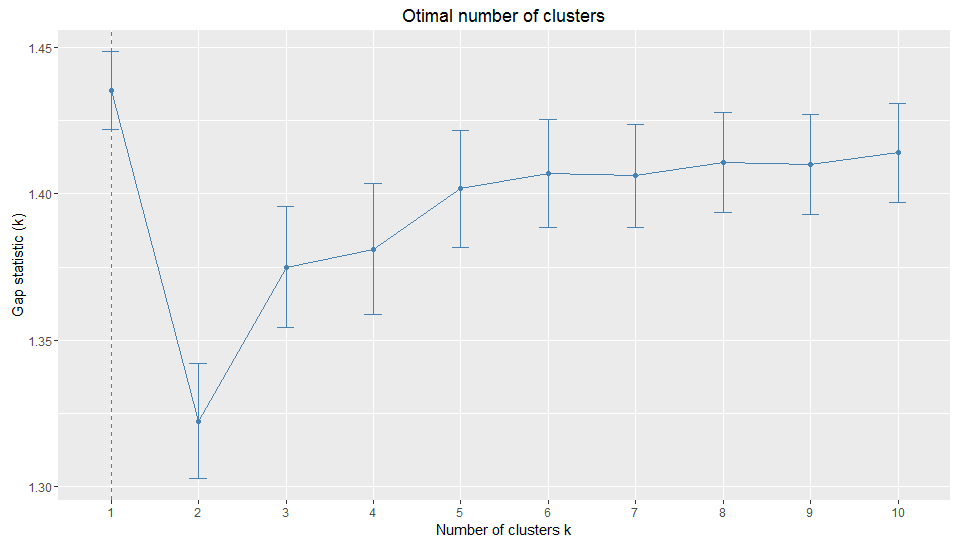 Otimal number of clusters
Gap statistic (k)
1.45
1.40
1.35
1.30
1 2 3 4 5 6 7 8 9 10
Number of clusters k